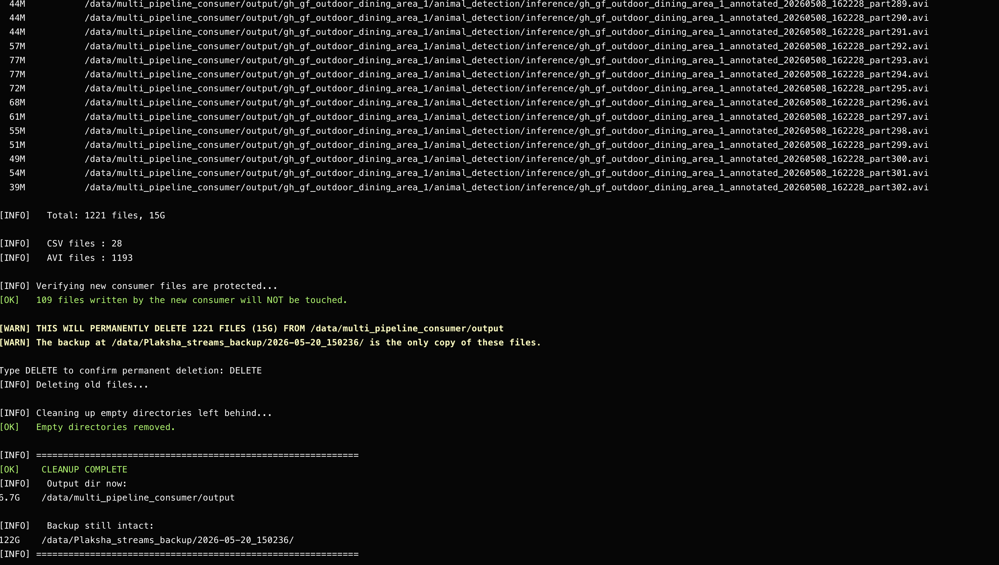 44M /data/multi_pipeline_consumer/output/gh_gf_outdoor_dining_area_1/animal_detection/inference/gh_gf_outdoor_dining_area_1_annotated_20260508_162228_part289.avi
44M /data/multi_pipeline_consumer/output/gh_gf_outdoor_dining_area_1/animal_detection/inference/gh_gf_outdoor_dining_area_1_annotated_20260508_162228_part290.avi
44M /data/multi_pipeline_consumer/output/gh_gf_outdoor_dining_area_1/animal_detection/inference/gh_gf_outdoor_dining_area_1_annotated_20260508_162228_part291.avi
57M /data/multi_pipeline_consumer/output/gh_gf_outdoor_dining_area_1/animal_detection/inference/gh_gf_outdoor_dining_area_1_annotated_20260508_162228_part292.avi
77M /data/multi_pipeline_consumer/output/gh_gf_outdoor_dining_area_1/animal_detection/inference/gh_gf_outdoor_dining_area_1_annotated_20260508_162228_part293.avi
77M /data/multi_pipeline_consumer/output/gh_gf_outdoor_dining_area_1/animal_detection/inference/gh_gf_outdoor_dining_area_1_annotated_20260508_162228_part294.avi
72M /data/multi_pipeline_consumer/output/gh_gf_outdoor_dining_area_1/animal_detection/inference/gh_gf_outdoor_dining_area_1_annotated_20260508_162228_part295.avi
68M /data/multi_pipeline_consumer/output/gh_gf_outdoor_dining_area_1/animal_detection/inference/gh_gf_outdoor_dining_area_1_annotated_20260508_162228_part296.avi
61M /data/multi_pipeline_consumer/output/gh_gf_outdoor_dining_area_1/animal_detection/inference/gh_gf_outdoor_dining_area_1_annotated_20260508_162228_part297.avi
55M /data/multi_pipeline_consumer/output/gh_gf_outdoor_dining_area_1/animal_detection/inference/gh_gf_outdoor_dining_area_1_annotated_20260508_162228_part298.avi
51M /data/multi_pipeline_consumer/output/gh_gf_outdoor_dining_area_1/animal_detection/inference/gh_gf_outdoor_dining_area_1_annotated_20260508_162228_part299.avi
49M /data/multi_pipeline_consumer/output/gh_gf_outdoor_dining_area_1/animal_detection/inference/gh_gf_outdoor_dining_area_1_annotated_20260508_162228_part300.avi
54M /data/multi_pipeline_consumer/output/gh_gf_outdoor_dining_area_1/animal_detection/inference/gh_gf_outdoor_dining_area_1_annotated_20260508_162228_part301.avi
39M /data/multi_pipeline_consumer/output/gh_gf_outdoor_dining_area_1/animal_detection/inference/gh_gf_outdoor_dining_area_1_annotated_20260508_162228_part302.avi
[INFO] Total: 1221 files, 15G
[INFO] CSV files : 28
[INFO] AVI files : 1193
[INFO] Verifying new consumer files are protected...
[OK] 109 files written by the new consumer will NOT be touched.
[WARN] THIS WILL PERMANENTLY DELETE 1221 FILES (15G) FROM /data/multi_pipeline_consumer/output
[WARN] The backup at /data/Plaksha_streams_backup/2026-05-20_150236/ is the only copy of these files.
Type DELETE to confirm permanent deletion: DELETE
[INFO] Deleting old files...
[INFO] Cleaning up empty directories left behind...
[OK] Empty directories removed.
[INFO] ============================================================
[OK] CLEANUP COMPLETE
[INFO] Output dir now:
6.7G /data/multi_pipeline_consumer/output
[INFO] Backup still intact:
122G /data/Plaksha_streams_backup/2026-05-20_150236/
[INFO] ============================================================